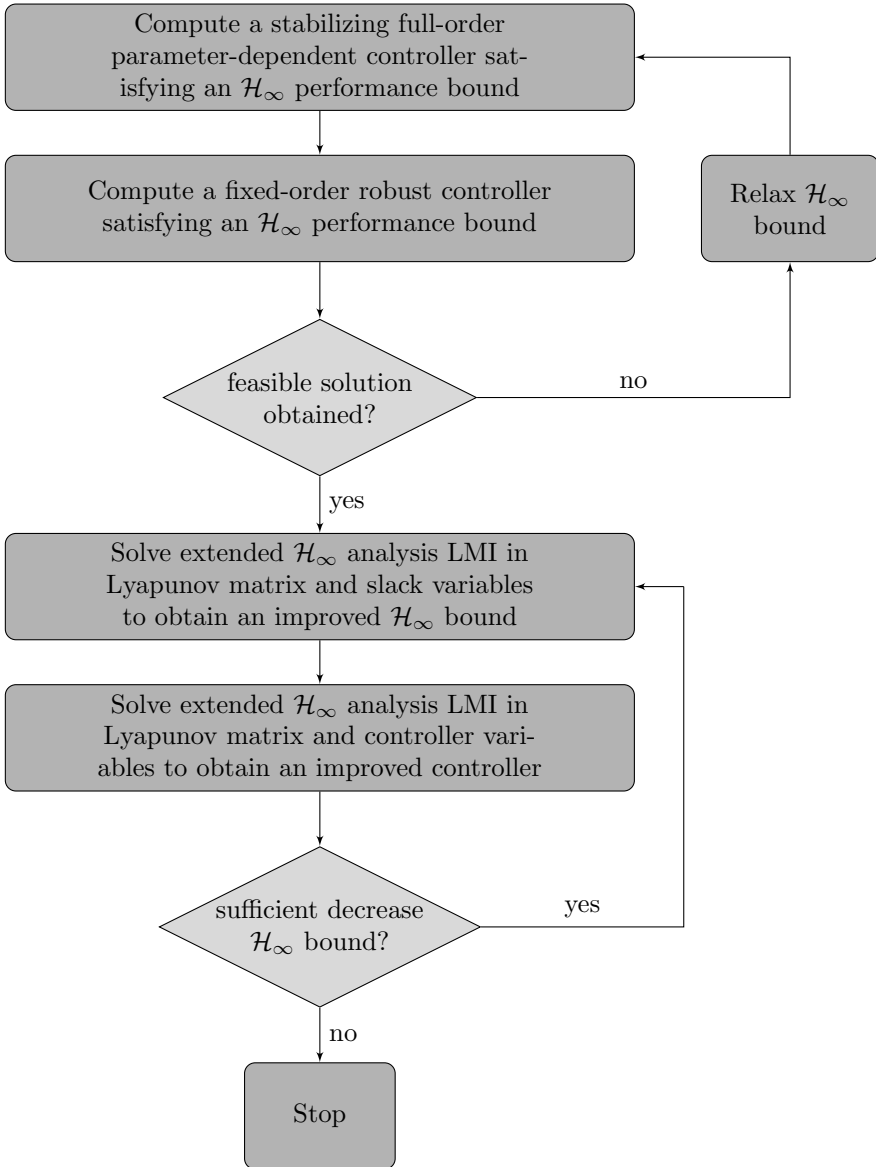 Compute a stabilizing full-order
parameter-dependent controller sat-
isfying an ℋ∞ performance bound
Compute a fixed-order robust controller
satisfying an ℋ∞ performance bound
Relax ℋ∞
bound
feasible solution
obtained?
no
yes
Solve extended ℋ∞ analysis LMI in
Lyapunov matrix and slack variables
to obtain an improved ℋ∞ bound
Solve extended ℋ∞ analysis LMI in
Lyapunov matrix and controller vari-
ables to obtain an improved controller
sufficient decrease
ℋ∞ bound?
yes
no
Stop